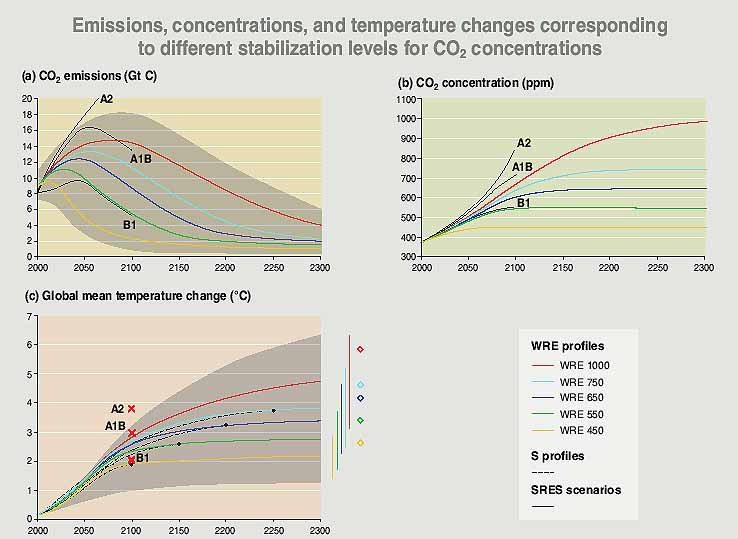 Emissions, concentrations, and temperature changes corresponding
to different stabilization levels for CO₂ concentrations
(a) CO₂ emissions (Gt C)
20
18
16
14
12
10
8
6
4
2
0
2000 2050 2100 2150 2200 2250 2300
A2
A1B
B1
(b) CO₂ concentration (ppm)
1100
1000
900
800
700
600
500
400
300
2000 2050 2100 2150 2200 2250 2300
A2
A1B
B1
(c) Global mean temperature change (°C)
7
6
5
4
3
2
1
0
2000 2050 2100 2150 2200 2250 2300
A2
A1B
B1
WRE profiles
WRE 1000
WRE 750
WRE 650
WRE 550
WRE 450
S profiles
SRES scenarios